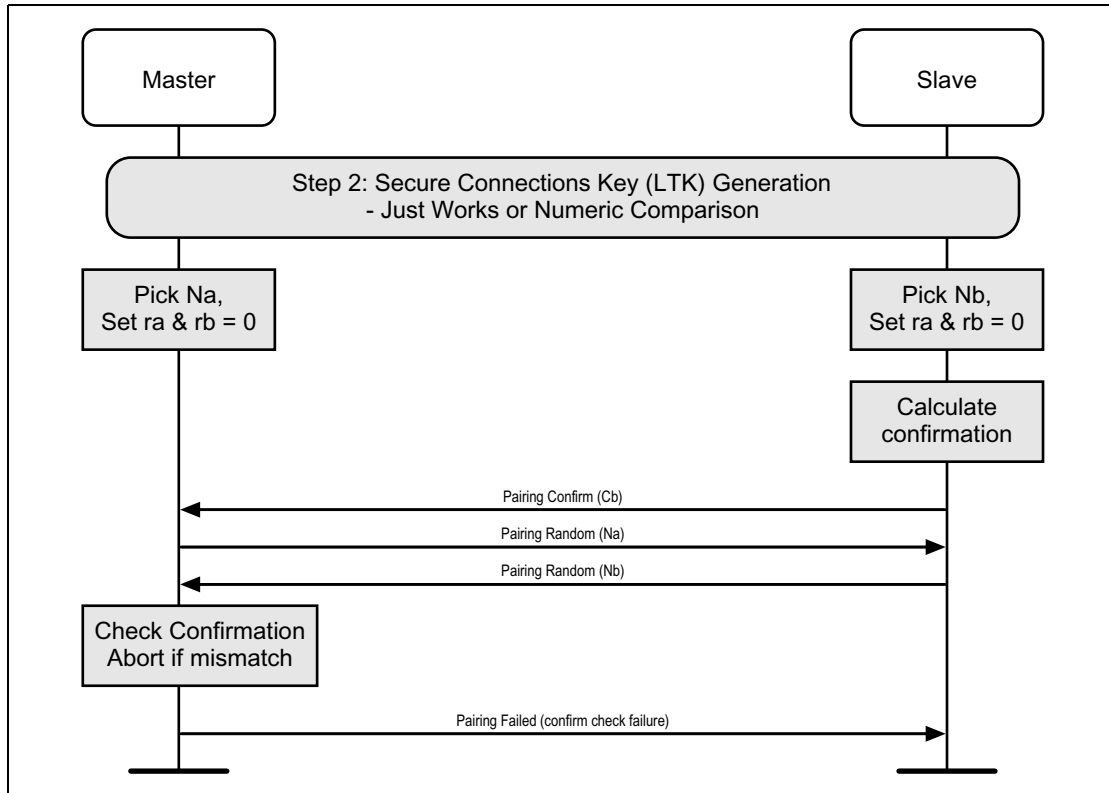 Master
Slave
Step 2: Secure Connections Key (LTK) Generation
- Just Works or Numeric Comparison
Pick Na,
Set ra & rb = 0
Pick Nb,
Set ra & rb = 0
Calculate
confirmation
Pairing Confirm (Cb)
Pairing Random (Na)
Pairing Random (Nb)
Check Confirmation
Abort if mismatch
Pairing Failed (confirm check failure)